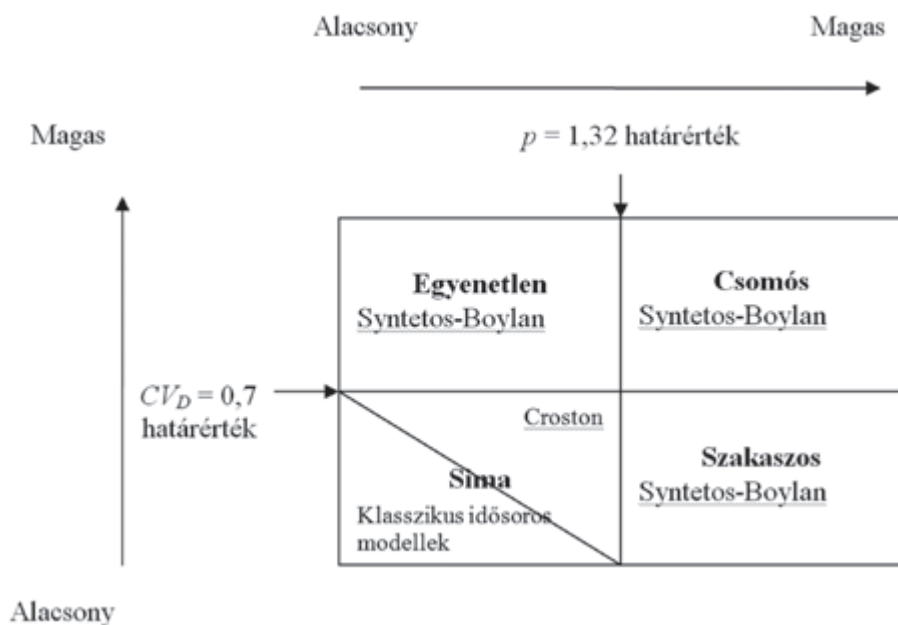 Alacsony
Magas
Magas
p = 1,32 határérték
Egyenetlen
Syntetos-Boylan
Csomós
Syntetos-Boylan
CV_D = 0,7
határérték
Croston
Sima
Klasszikus idősoros
modellek
Szakaszos
Syntetos-Boylan
Alacsony